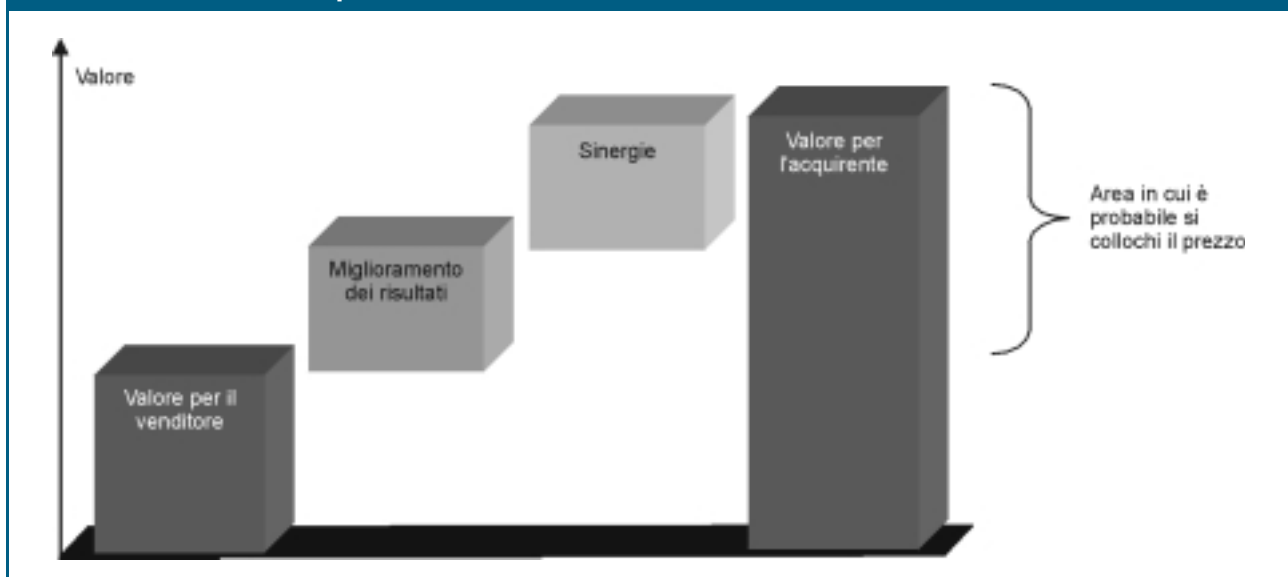 Valore
Sinergie
Valore per
l'acquirente
Area in cui è
probabile si
collochi il prezzo
Miglioramento
dei risultati
Valore per il
venditore